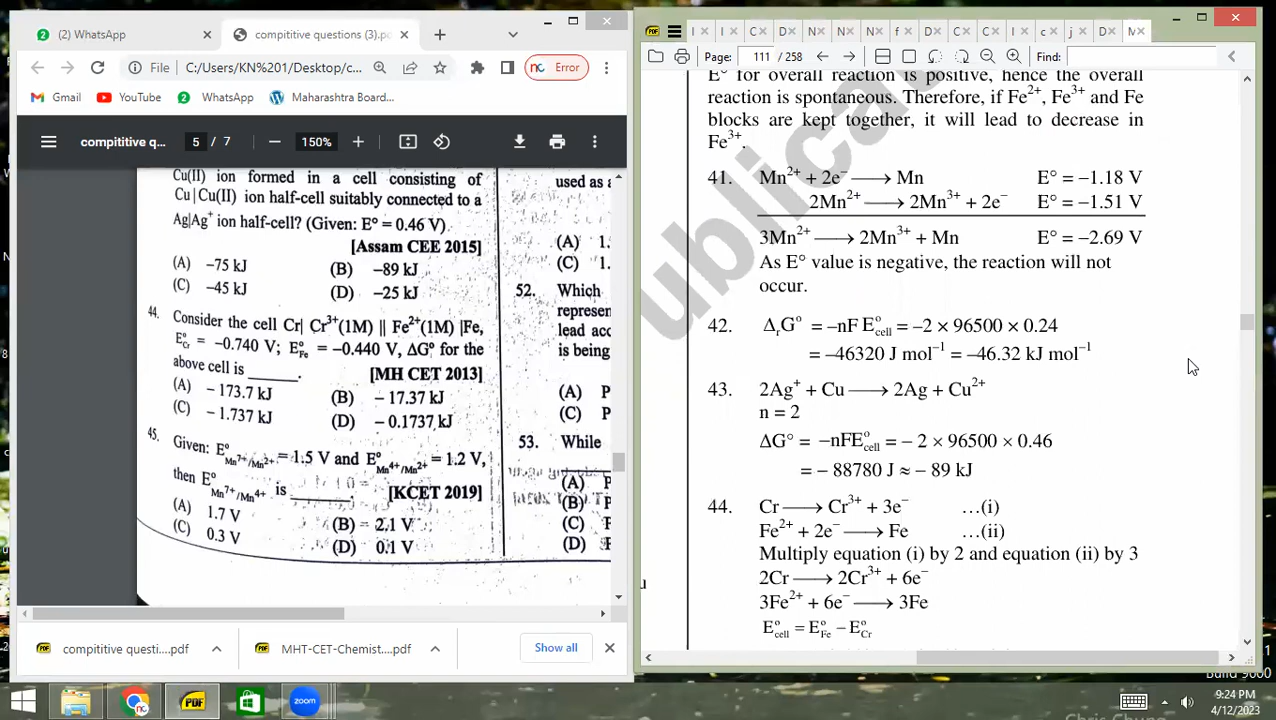 (2) WhatsApp
compititive questions (3).pdf
File
C:/Users/KN%201/Desktop/c...
nc Error
Gmail
YouTube
WhatsApp
Maharashtra Board...
compititive q...
5 / 7
150%
Cu(II) ion formed in a cell consisting of
Cu|Cu(II) ion half-cell suitably connected to a
Ag|Ag⁺ ion half-cell? (Given: E° = 0.46 V)
[Assam CEE 2015]
(A) –75 kJ (B) –89 kJ
(C) –45 kJ (D) –25 kJ
44. Consider the cell Cr| Cr³⁺(1M) || Fe²⁺(1M) |Fe,
E°Cr = –0.740 V; E°Fe = –0.440 V, ΔG° for the
above cell is ______.
[MH CET 2013]
(A) – 173.7 kJ (B) – 17.37 kJ
(C) – 1.737 kJ (D) – 0.1737 kJ
45. Given: E°Mn⁷⁺/Mn²⁺ = 1.5 V and E°Mn⁴⁺/Mn²⁺ = 1.2 V,
then E°Mn⁷⁺/Mn⁴⁺ is ______. [KCET 2019]
(A) 1.7 V (B) 2.1 V
(C) 0.3 V (D) 0.1 V
used as a
(A) 1.
(C) 1.
52. Which
represen
lead acc
is being
(A) P
(C) P
53. While
(A) P
(B) F
(C) F
(D)
compititive questi....pdf
MHT-CET-Chemist....pdf
Show all
Page: 111 / 258
Find:
E° for overall reaction is positive, hence the overall
reaction is spontaneous. Therefore, if Fe²⁺, Fe³⁺ and Fe
blocks are kept together, it will lead to decrease in
Fe³⁺.
41. Mn²⁺ + 2e⁻ ⟶ Mn E° = –1.18 V
2Mn²⁺ ⟶ 2Mn³⁺ + 2e⁻ E° = –1.51 V
3Mn²⁺ ⟶ 2Mn³⁺ + Mn E° = –2.69 V
As E° value is negative, the reaction will not
occur.
42. ΔrG° = –nF E°cell = –2 × 96500 × 0.24
= –46320 J mol⁻¹ = –46.32 kJ mol⁻¹
43. 2Ag⁺ + Cu ⟶ 2Ag + Cu²⁺
n = 2
ΔG° = –nFE°cell = – 2 × 96500 × 0.46
= – 88780 J ≈ – 89 kJ
44. Cr ⟶ Cr³⁺ + 3e⁻ …(i)
Fe²⁺ + 2e⁻ ⟶ Fe …(ii)
Multiply equation (i) by 2 and equation (ii) by 3
2Cr ⟶ 2Cr³⁺ + 6e⁻
3Fe²⁺ + 6e⁻ ⟶ 3Fe
E°cell = E°Fe – E°Cr
ublicat
zoom
PDF
9:24 PM
4/12/2023